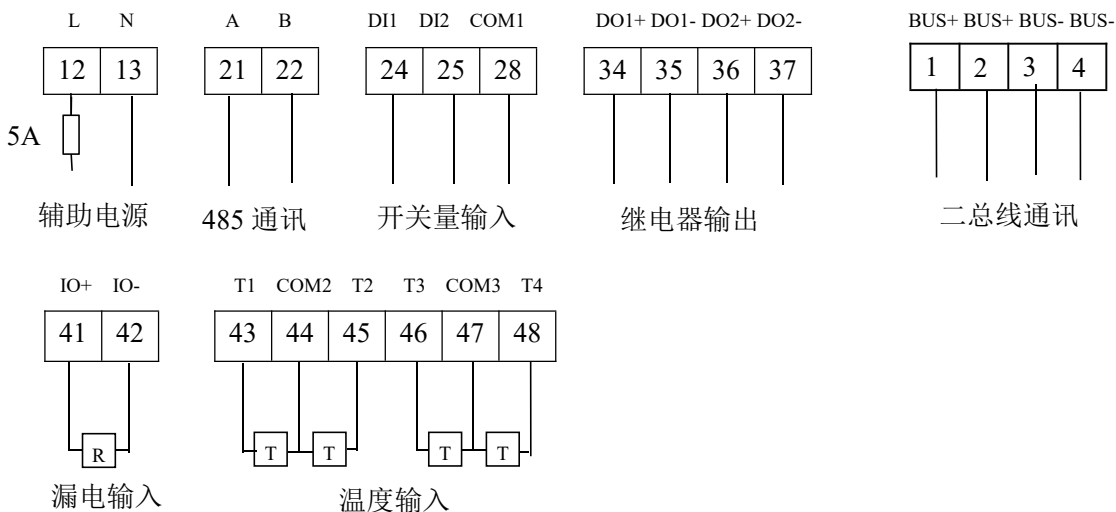 L N A B DI1 DI2 COM1 DO1+ DO1- DO2+ DO2- BUS+ BUS+ BUS- BUS-
12 13 21 22 24 25 28 34 35 36 37 1 2 3 4
5A
辅助电源 485 通讯 开关量输入 继电器输出 二总线通讯
IO+ IO- T1 COM2 T2 T3 COM3 T4
41 42 43 44 45 46 47 48
R T T T T
漏电输入 温度输入